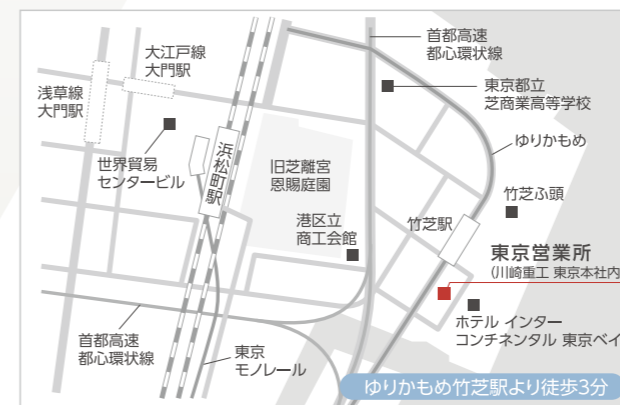 首都高速
都心環状線
大江戸線
大門駅
浅草線
大門駅
東京都立
芝商業高等学校
ゆりかもめ
世界貿易
センタービル
浜松町駅
旧芝離宮
恩賜庭園
竹芝ふ頭
港区立
商工会館
竹芝駅
東京営業所
(川崎重工 東京本社内
ホテル インター
コンチネンタル 東京ベイ
首都高速
都心環状線
東京
モノレール
ゆりかもめ竹芝駅より徒歩3分